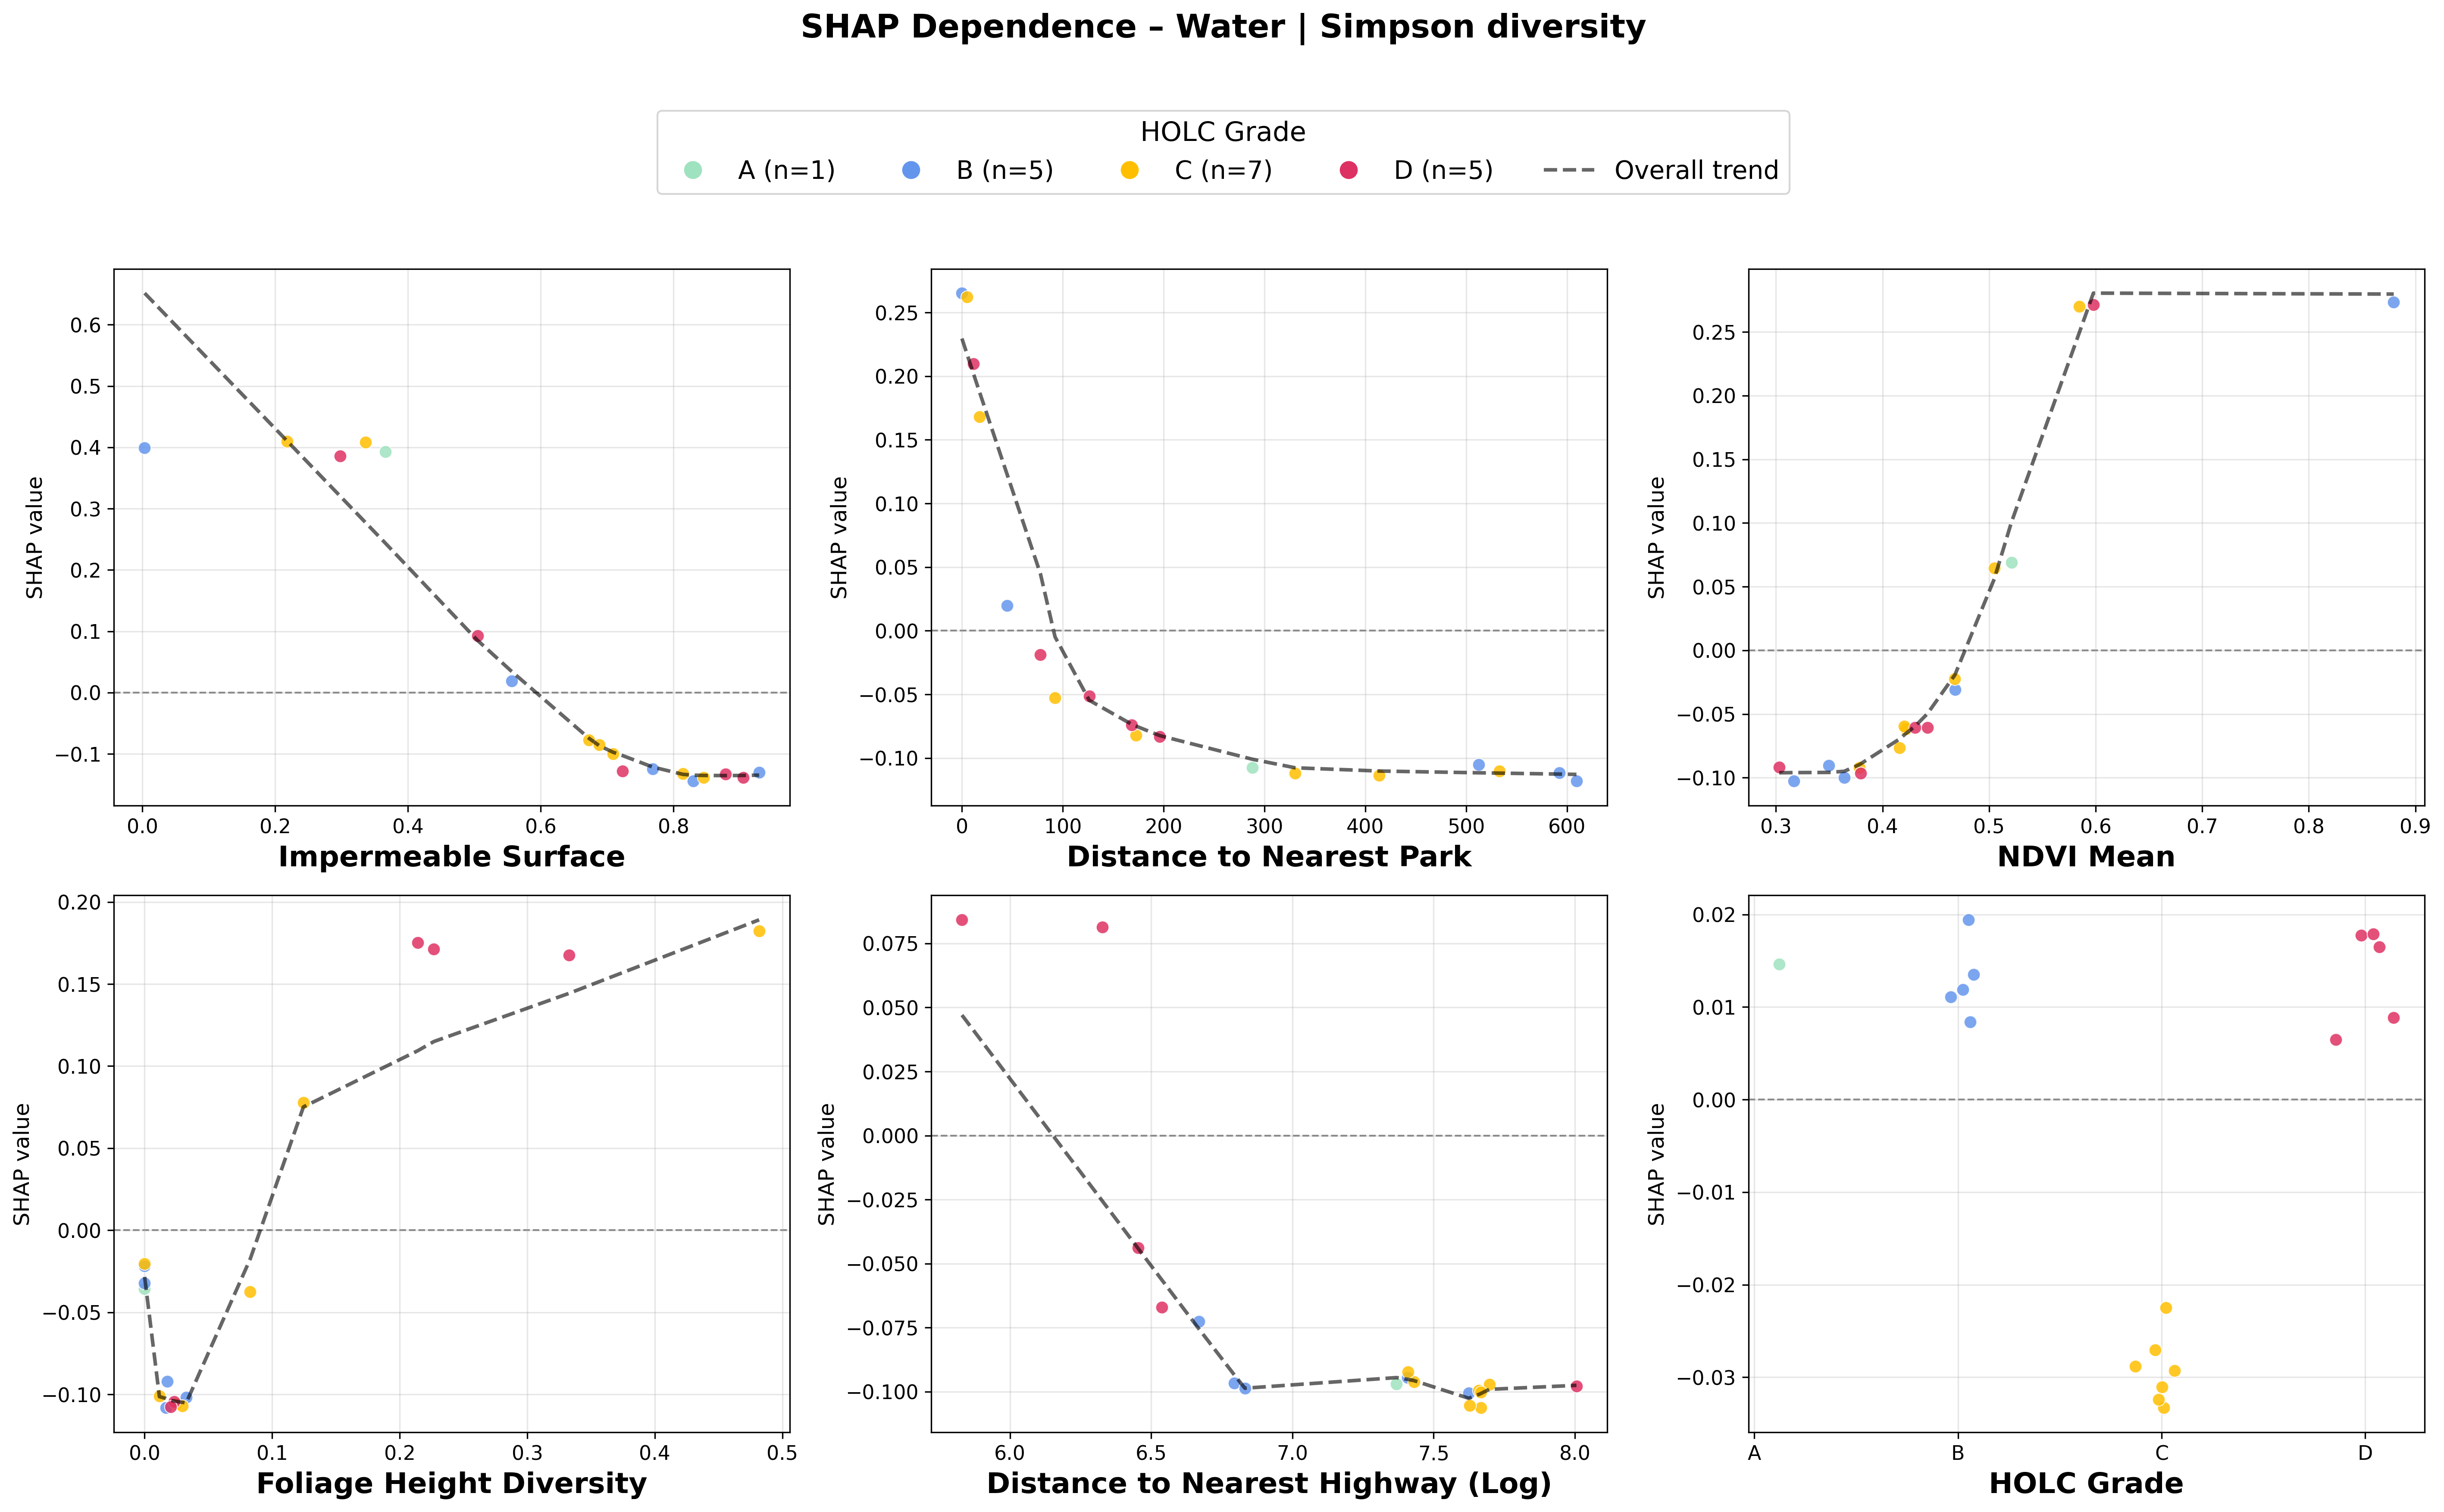 SHAP Dependence – Water | Simpson diversity
HOLC Grade
A (n=1) B (n=5) C (n=7) D (n=5) Overall trend
SHAP value
0.6
0.5
0.4
0.3
0.2
0.1
0.0
−0.1
0.0 0.2 0.4 0.6 0.8
Impermeable Surface
SHAP value
0.25
0.20
0.15
0.10
0.05
0.00
−0.05
−0.10
0 100 200 300 400 500 600
Distance to Nearest Park
SHAP value
0.25
0.20
0.15
0.10
0.05
0.00
−0.05
−0.10
0.3 0.4 0.5 0.6 0.7 0.8 0.9
NDVI Mean
SHAP value
0.20
0.15
0.10
0.05
0.00
−0.05
−0.10
0.0 0.1 0.2 0.3 0.4 0.5
Foliage Height Diversity
SHAP value
0.075
0.050
0.025
0.000
−0.025
−0.050
−0.075
−0.100
6.0 6.5 7.0 7.5 8.0
Distance to Nearest Highway (Log)
SHAP value
0.02
0.01
0.00
−0.01
−0.02
−0.03
A B C D
HOLC Grade